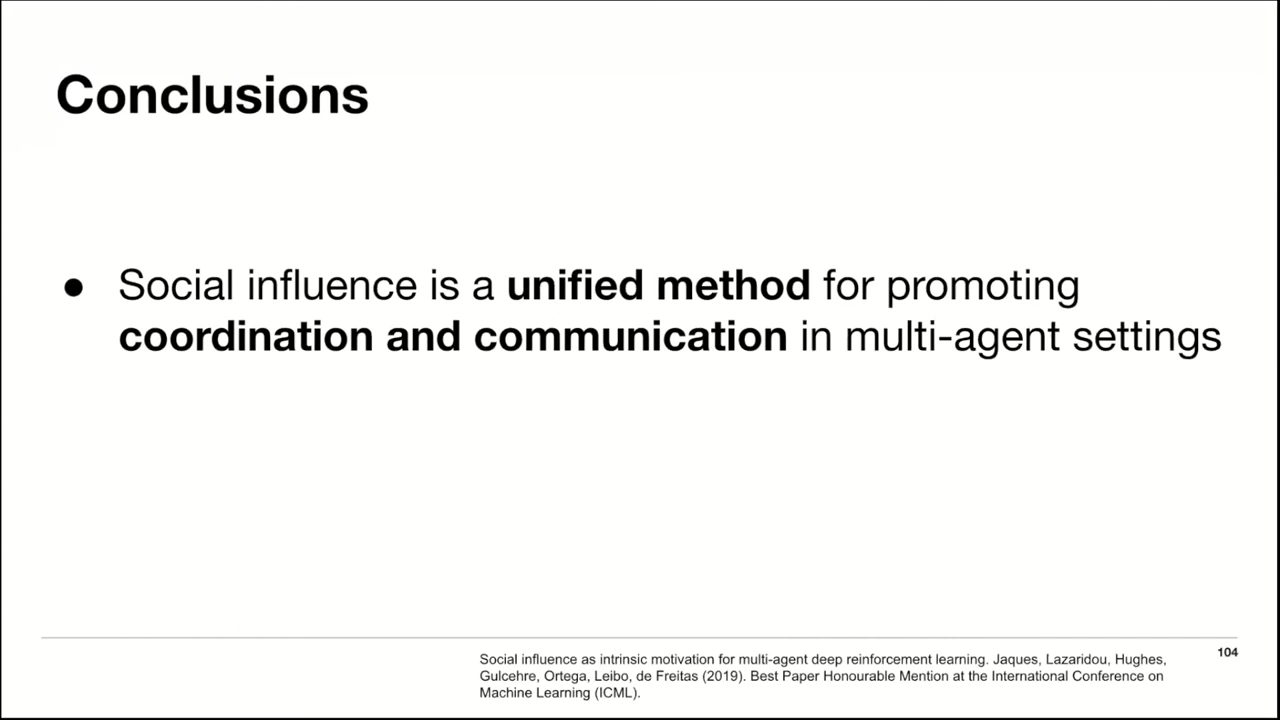 Conclusions
● Social influence is a unified method for promoting
coordination and communication in multi-agent settings
Social influence as intrinsic motivation for multi-agent deep reinforcement learning. Jaques, Lazaridou, Hughes,
Gulcehre, Ortega, Leibo, de Freitas (2019). Best Paper Honourable Mention at the International Conference on
Machine Learning (ICML).
104